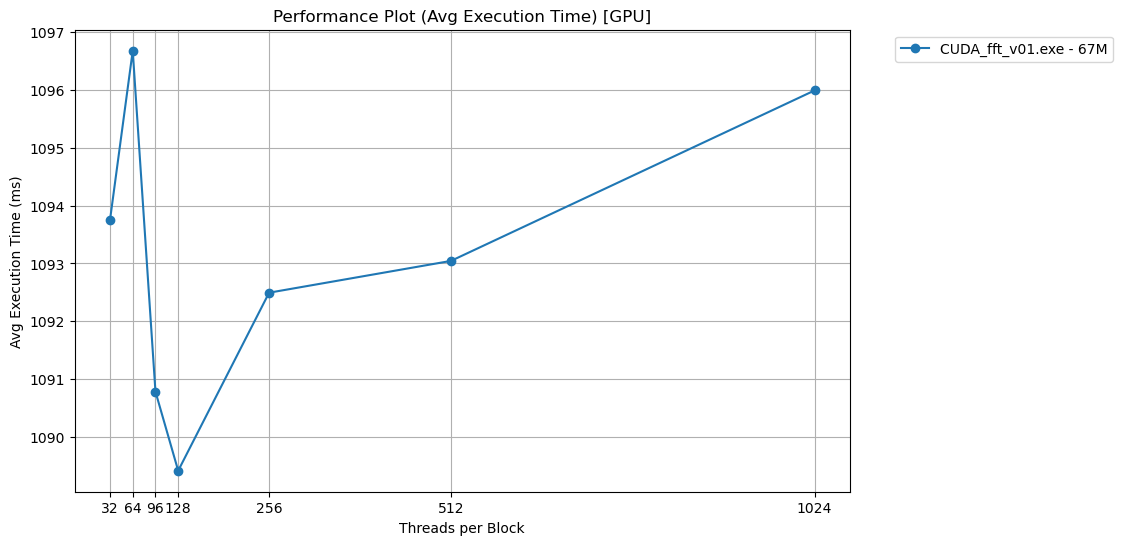 Performance Plot (Avg Execution Time) [GPU]
CUDA_fft_v01.exe - 67M
Avg Execution Time (ms)
1097
1096
1095
1094
1093
1092
1091
1090
32 64 96 128 256 512 1024
Threads per Block